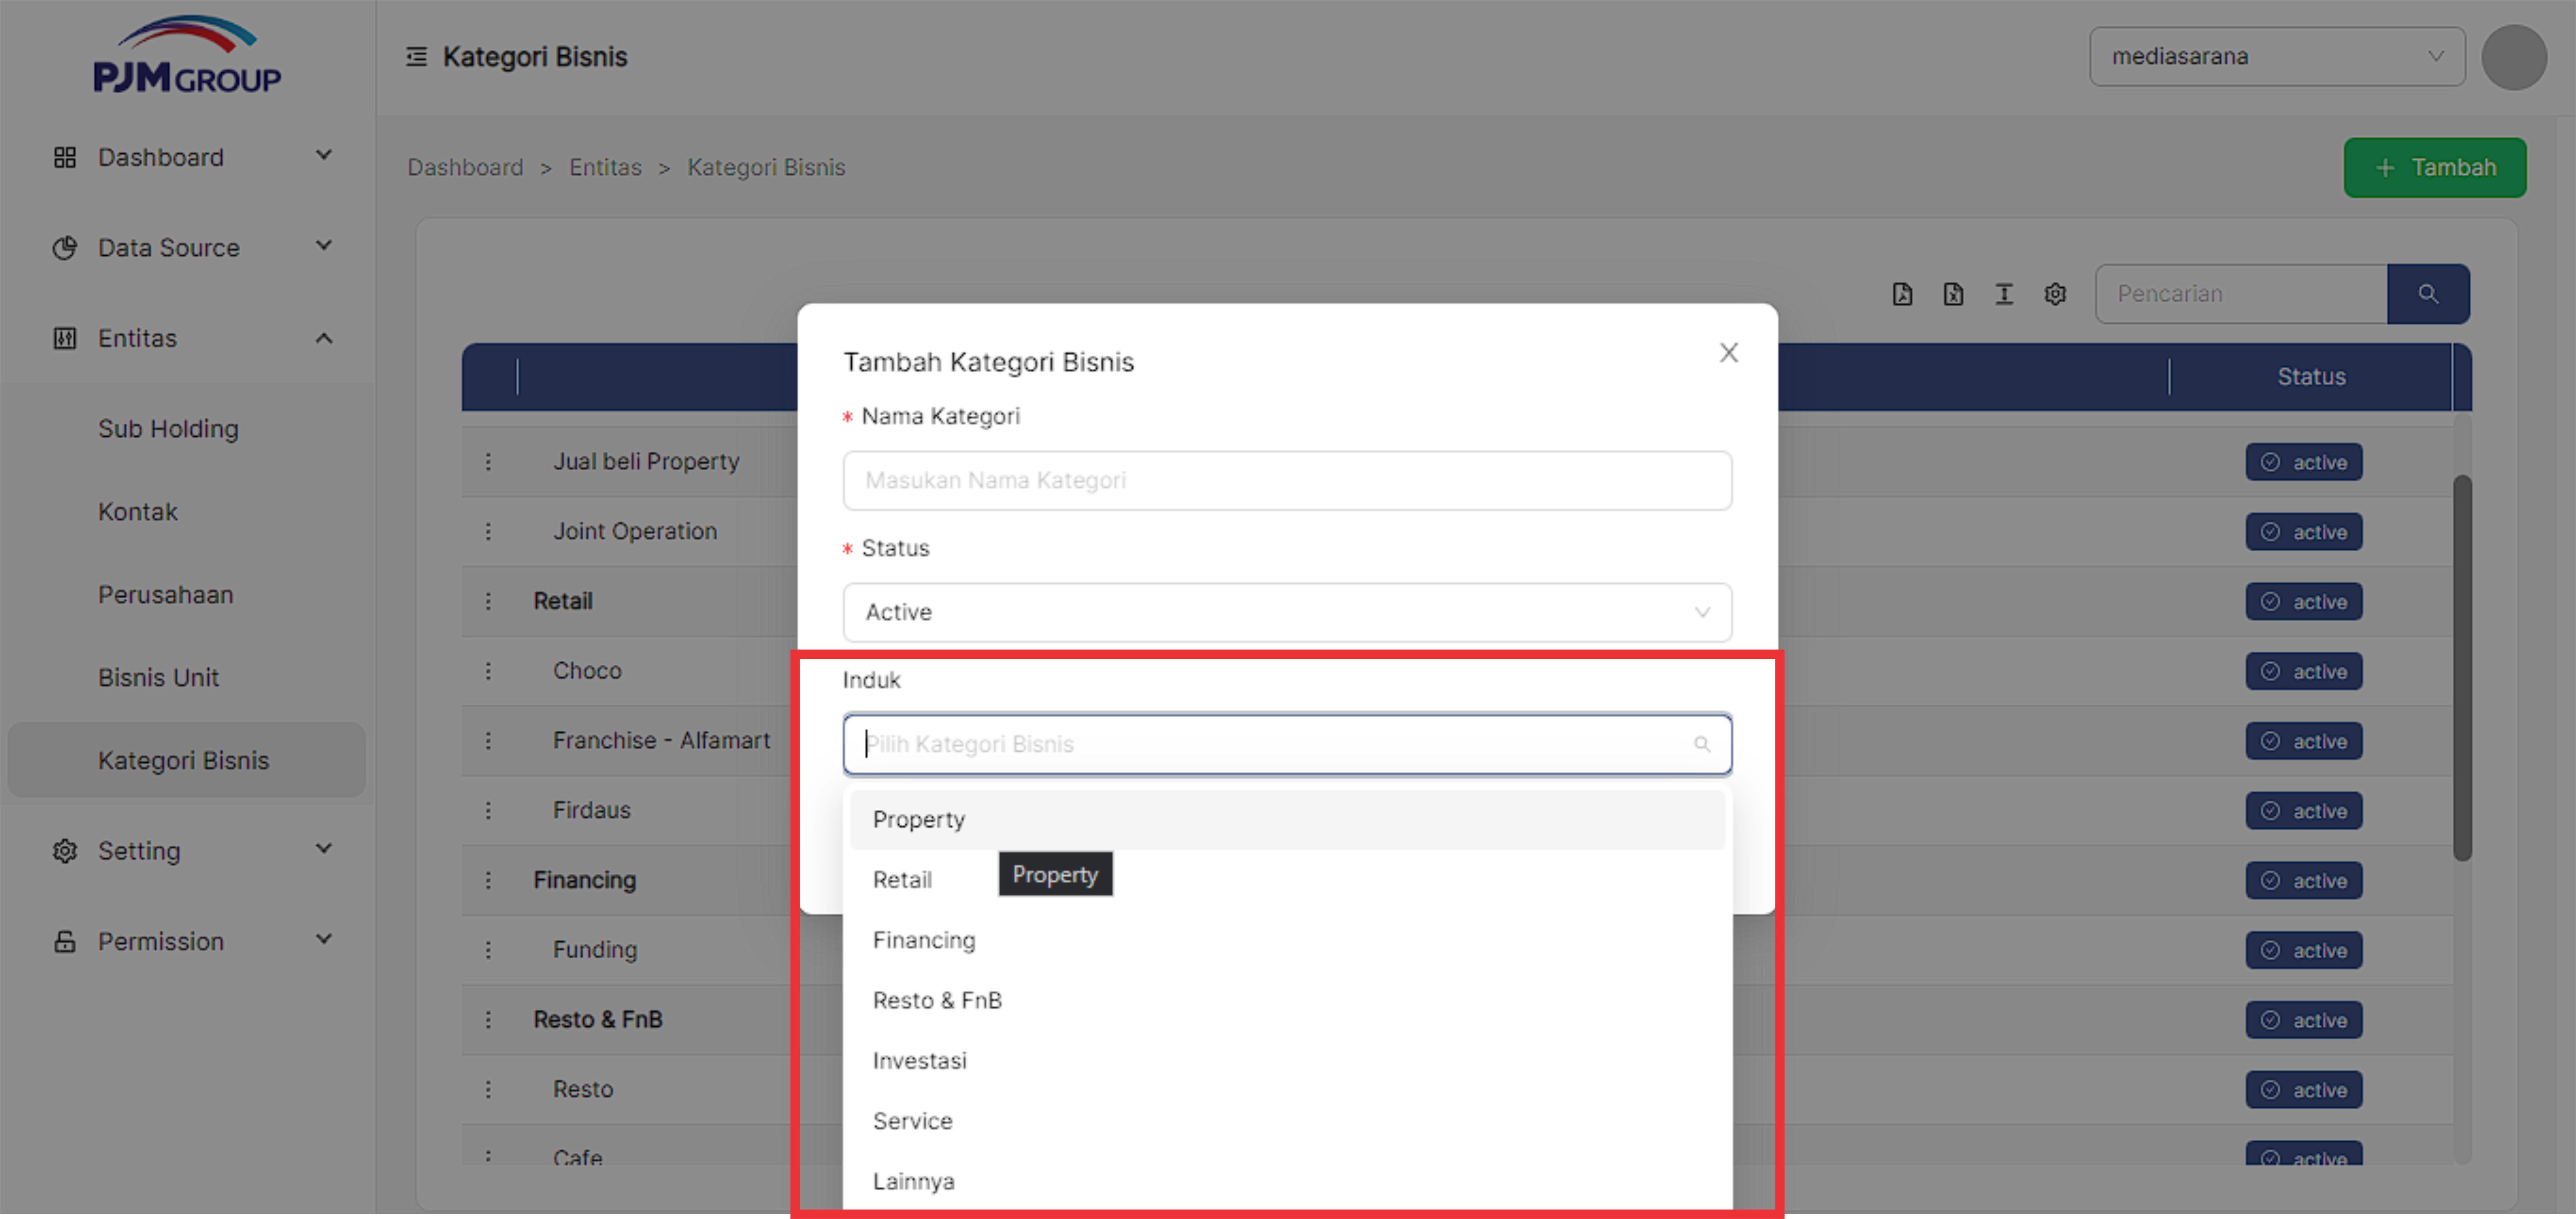 PJM GROUP
Kategori Bisnis
mediasarana
Dashboard
Data Source
Entitas
Sub Holding
Kontak
Perusahaan
Bisnis Unit
Kategori Bisnis
Setting
Permission
Dashboard > Entitas > Kategori Bisnis
+ Tambah
Pencarian
Status
Jual beli Property
active
Joint Operation
active
Retail
active
Choco
active
Franchise - Alfamart
active
Firdaus
active
Financing
active
Funding
active
Resto & FnB
active
Resto
active
Cafe
active
Tambah Kategori Bisnis
* Nama Kategori
Masukan Nama Kategori
* Status
Active
Induk
Pilih Kategori Bisnis
Property
Property
Retail
Financing
Resto & FnB
Investasi
Service
Lainnya